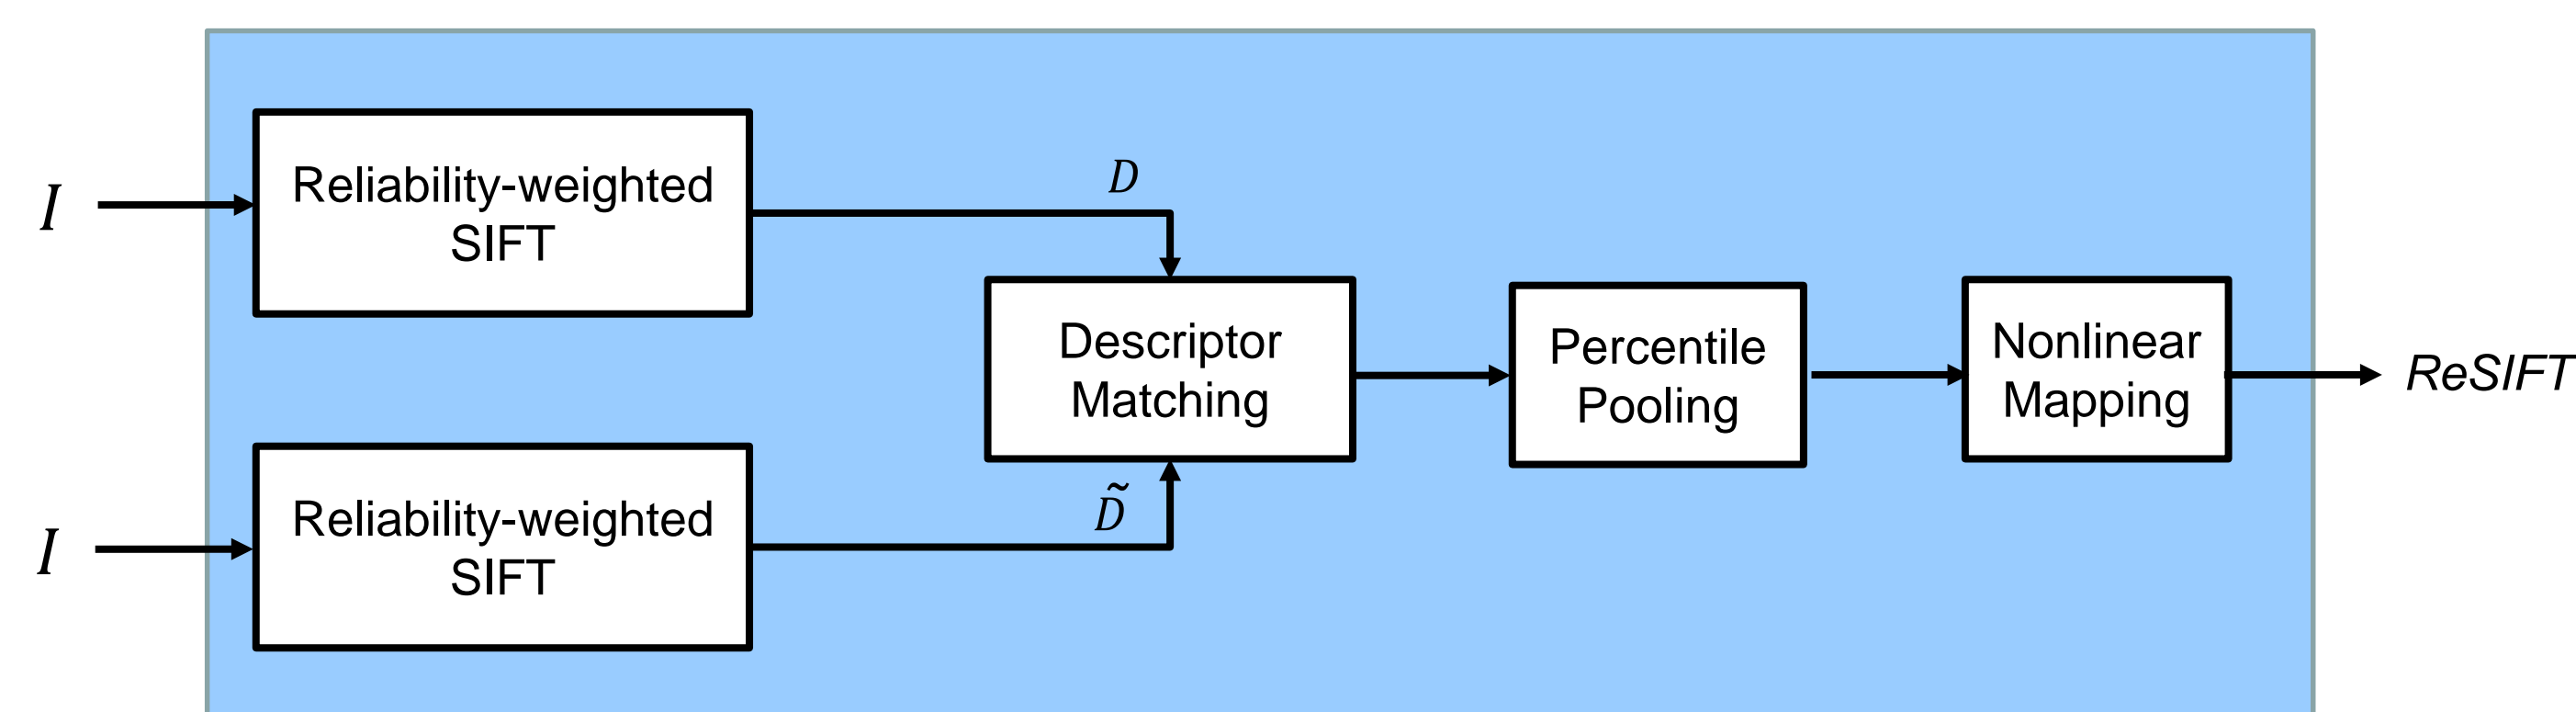 I
Reliability-weighted
SIFT
D
Descriptor
Matching
Percentile
Pooling
Nonlinear
Mapping
ReSIFT
I
Reliability-weighted
SIFT
D̃